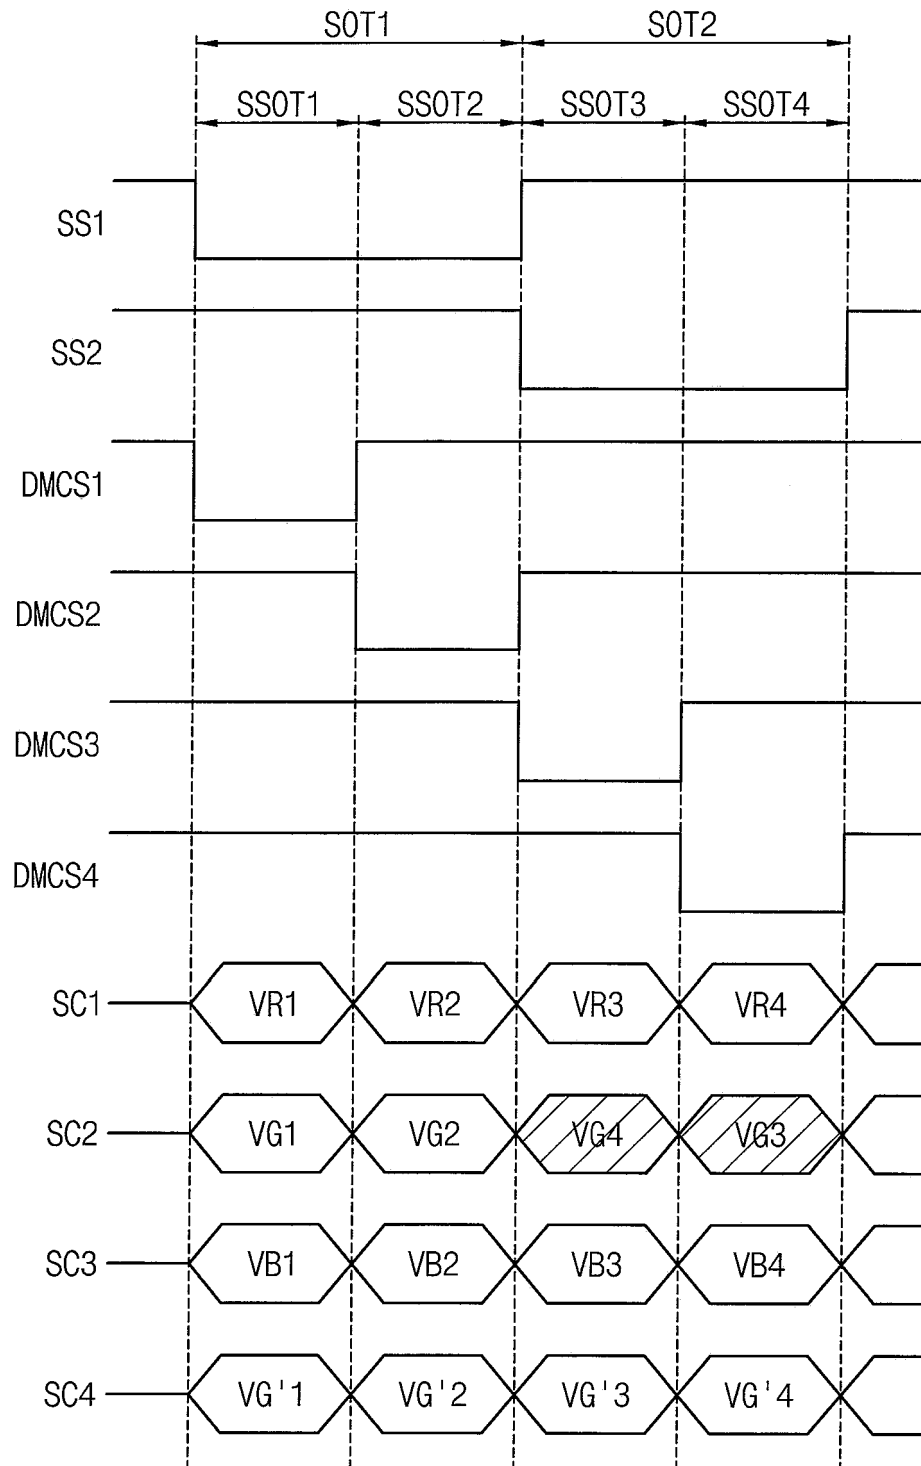 SOT1 SOT2
SSOT1 SSOT2 SSOT3 SSOT4
SS1
SS2
DMCS1
DMCS2
DMCS3
DMCS4
SC1 VR1 VR2 VR3 VR4
SC2 VG1 VG2 VG4 VG3
SC3 VB1 VB2 VB3 VB4
SC4 VG'1 VG'2 VG'3 VG'4